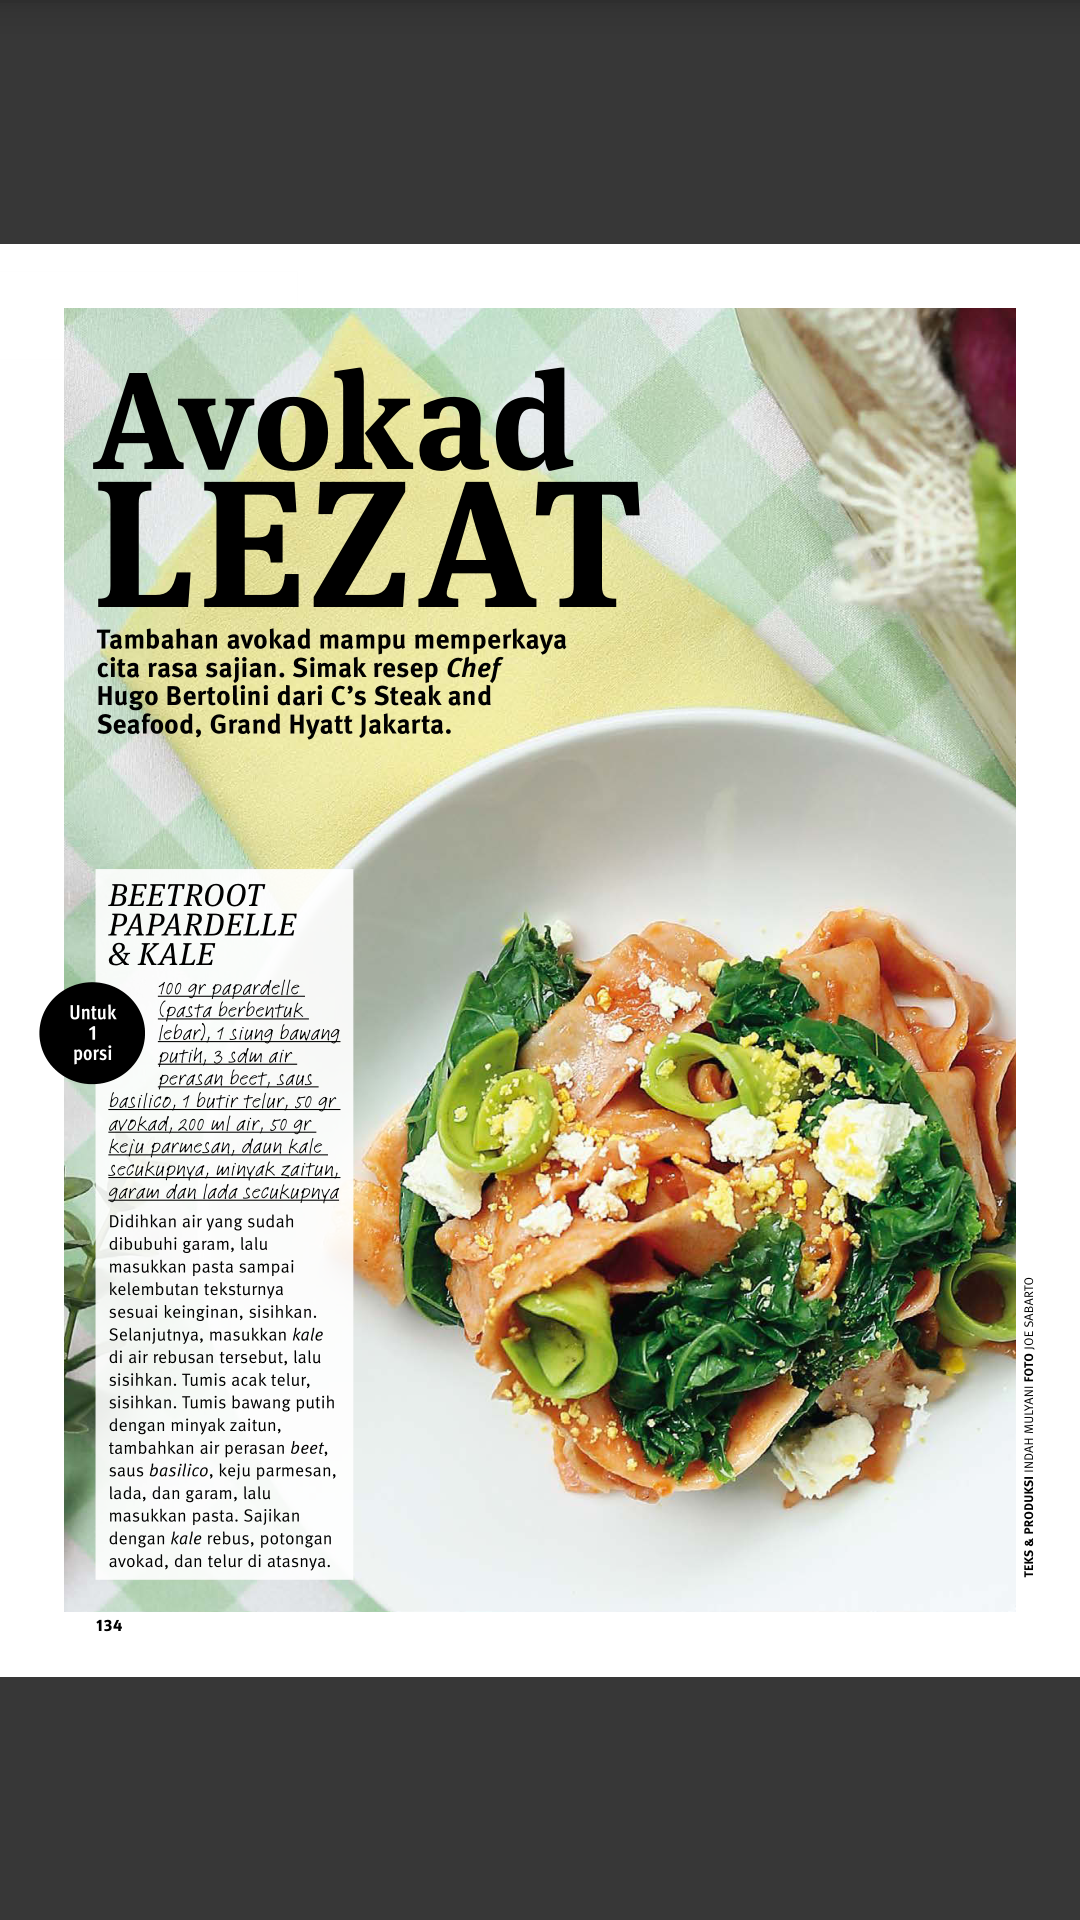 Avokad
LEZAT
Tambahan avokad mampu memperkaya
cita rasa sajian. Simak resep Chef
Hugo Bertolini dari C’s Steak and
Seafood, Grand Hyatt Jakarta.
BEETROOT
PAPARDELLE
& KALE
Untuk
1
porsi
100 gr papardelle
(pasta berbentuk
lebar), 1 siung bawang
putih, 3 sdm air
perasan beet, saus
basilico, 1 butir telur, 50 gr
avokad, 200 ml air, 50 gr
keju parmesan, daun kale
secukupnya, minyak zaitun,
garam dan lada secukupnya
Didihkan air yang sudah
dibubuhi garam, lalu
masukkan pasta sampai
kelembutan teksturnya
sesuai keinginan, sisihkan.
Selanjutnya, masukkan kale
di air rebusan tersebut, lalu
sisihkan. Tumis acak telur,
sisihkan. Tumis bawang putih
dengan minyak zaitun,
tambahkan air perasan beet,
saus basilico, keju parmesan,
lada, dan garam, lalu
masukkan pasta. Sajikan
dengan kale rebus, potongan
avokad, dan telur di atasnya.
TEKS & PRODUKSI INDAH MULYANI FOTO JOE SABARTO
134